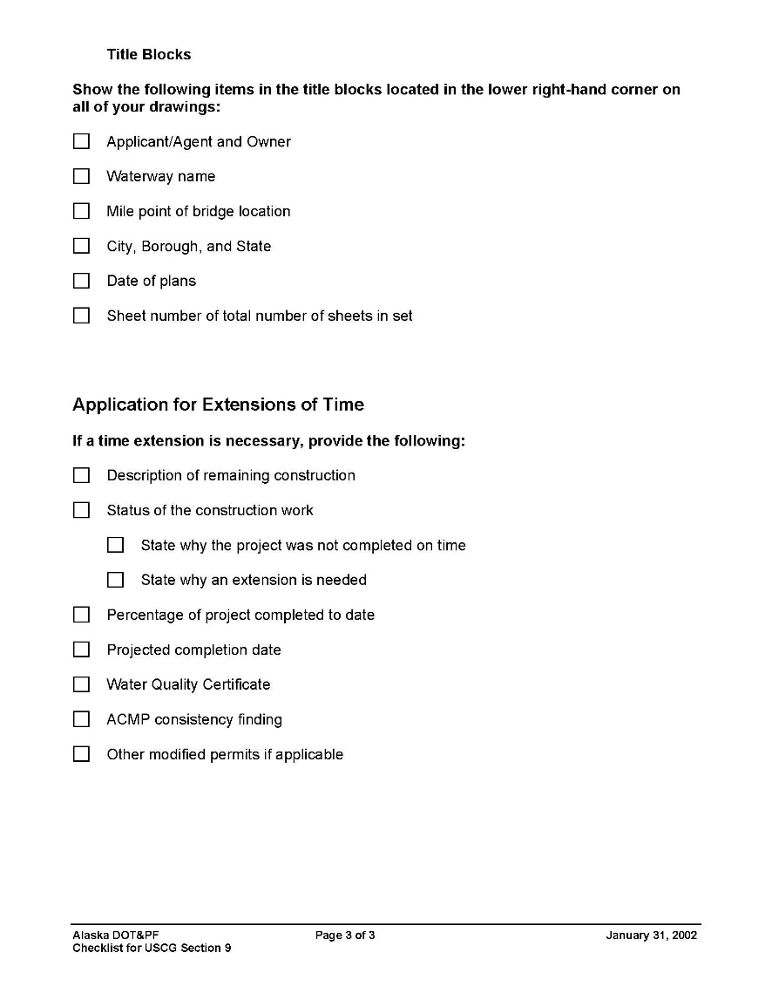 Title Blocks
Show the following items in the title blocks located in the lower right-hand corner on
all of your drawings:
Applicant/Agent and Owner
Waterway name
Mile point of bridge location
City, Borough, and State
Date of plans
Sheet number of total number of sheets in set
Application for Extensions of Time
If a time extension is necessary, provide the following:
Description of remaining construction
Status of the construction work
State why the project was not completed on time
State why an extension is needed
Percentage of project completed to date
Projected completion date
Water Quality Certificate
ACMP consistency finding
Other modified permits if applicable
Alaska DOT&PF Page 3 of 3 January 31, 2002
Checklist for USCG Section 9